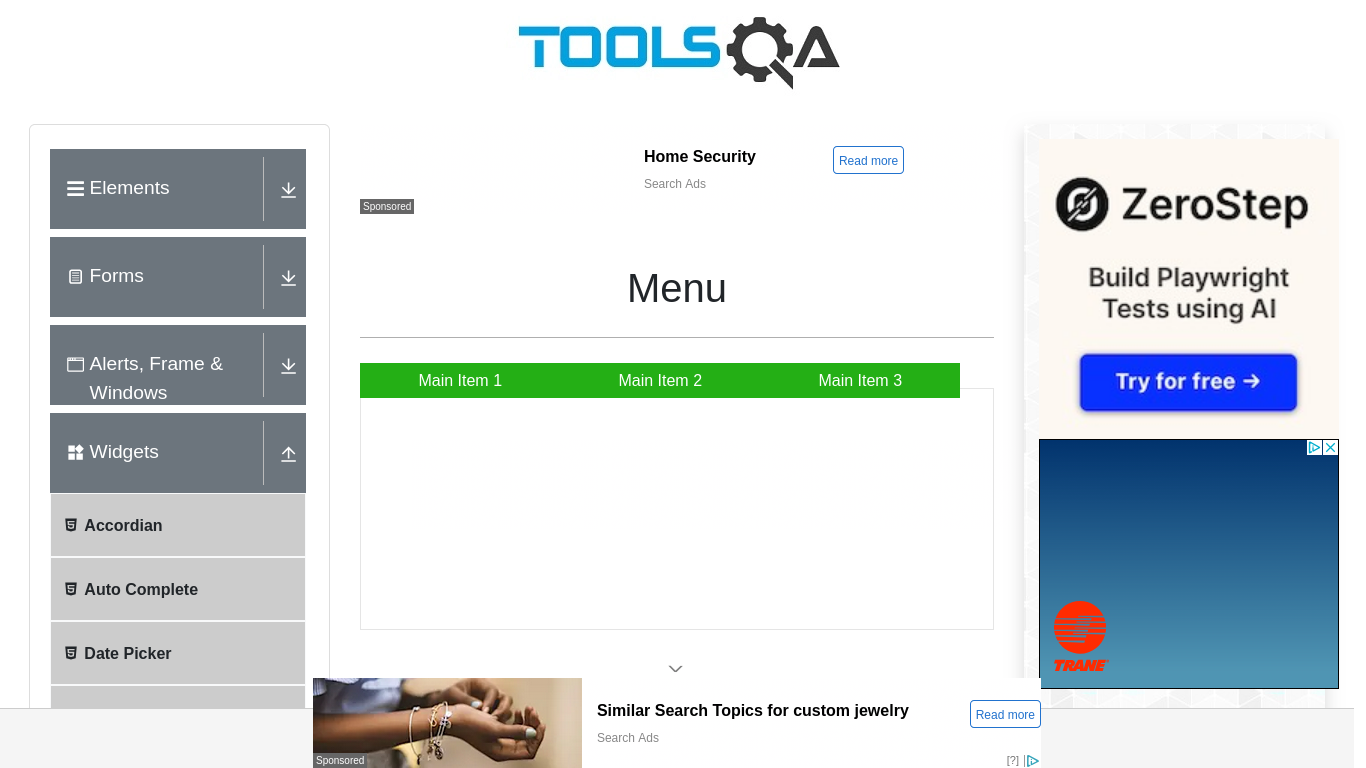 TOOLSQA
Elements
Forms
Alerts, Frame &
Windows
Widgets
Accordian
Auto Complete
Date Picker
Home Security
Search Ads
Read more
Sponsored
Menu
Main Item 1
Main Item 2
Main Item 3
ZeroStep
Build Playwright
Tests using AI
Try for free →
TRANE
Similar Search Topics for custom jewelry
Search Ads
Read more
Sponsored
[?]